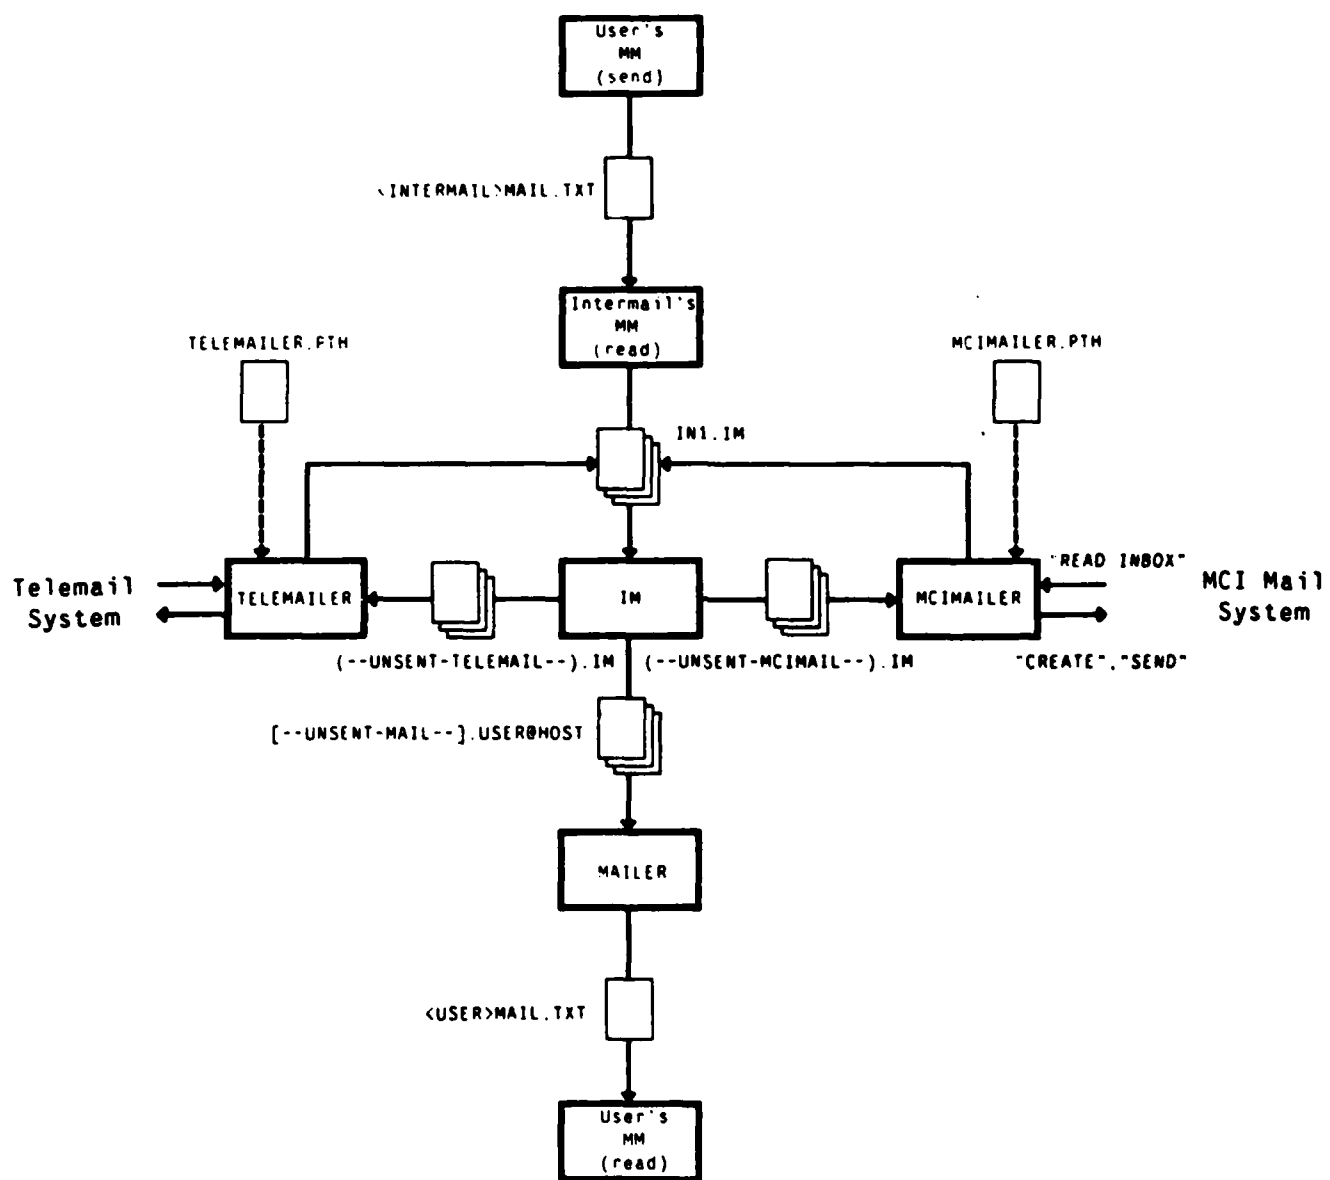 User's
MM
(send)
<INTERMAIL>MAIL.TXT
Intermail's
MM
(read)
TELEMAILER.PTH
MCIMAILER.PTH
IN1.IM
"READ INBOX"
Telemail
System
TELEMAILER
IM
MCIMAILER
MCI Mail
System
(--UNSENT-TELEMAIL--).IM
(--UNSENT-MCIMAIL--).IM
"CREATE","SEND"
[--UNSENT-MAIL--].USER@HOST
MAILER
<USER>MAIL.TXT
User's
MM
(read)